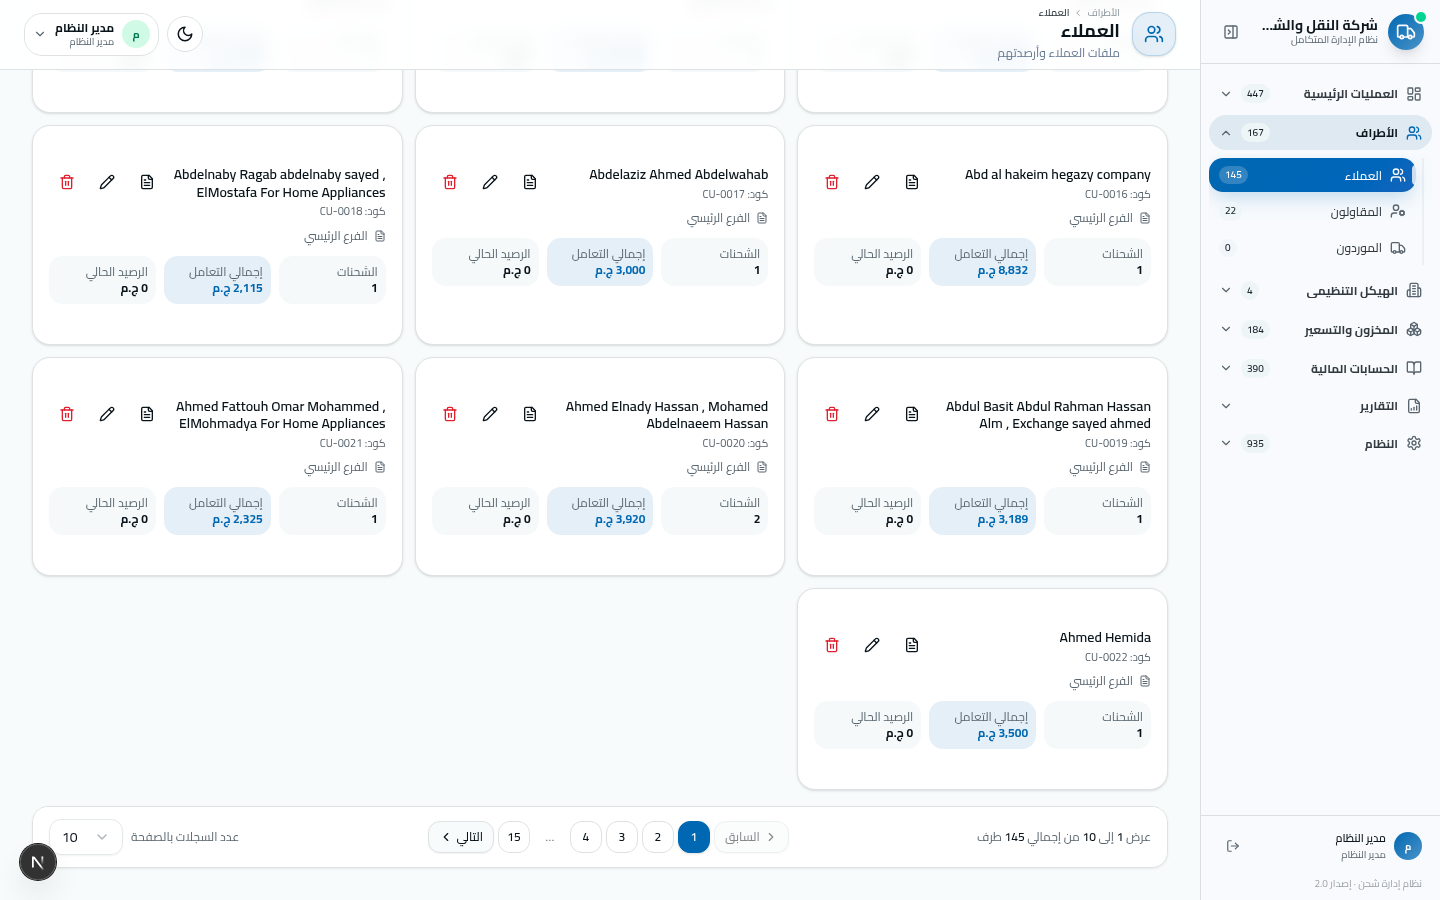 شركة النقل والشـ...
نظام الإدارة المتكامل
العمليات الرئيسية 447
الأطراف 167
العملاء 145
المقاولون 22
الموردون 0
الهيكل التنظيمي 4
المخزون والتسعير 184
الحسابات المالية 390
التقارير
النظام 935
م
مدير النظام
مدير النظام
نظام إدارة شحن · إصدار 2.0
الأطراف
العملاء
العملاء
ملفات العملاء وأرصدتهم
م
مدير النظام
مدير النظام
Abd al hakeim hegazy company
كود: CU-0016
الفرع الرئيسي
الشحنات
1
إجمالي التعامل
8,832 ج.م
الرصيد الحالي
0 ج.م
Abdelaziz Ahmed Abdelwahab
كود: CU-0017
الفرع الرئيسي
الشحنات
1
إجمالي التعامل
3,000 ج.م
الرصيد الحالي
0 ج.م
Abdelnaby Ragab abdelnaby sayed ,
ElMostafa For Home Appliances
كود: CU-0018
الفرع الرئيسي
الشحنات
1
إجمالي التعامل
2,115 ج.م
الرصيد الحالي
0 ج.م
Abdul Basit Abdul Rahman Hassan
Alm , Exchange sayed ahmed
كود: CU-0019
الفرع الرئيسي
الشحنات
1
إجمالي التعامل
3,189 ج.م
الرصيد الحالي
0 ج.م
Ahmed Elnady Hassan , Mohamed
Abdelnaeem Hassan
كود: CU-0020
الفرع الرئيسي
الشحنات
2
إجمالي التعامل
3,920 ج.م
الرصيد الحالي
0 ج.م
Ahmed Fattouh Omar Mohammed ,
ElMohmadya For Home Appliances
كود: CU-0021
الفرع الرئيسي
الشحنات
1
إجمالي التعامل
2,325 ج.م
الرصيد الحالي
0 ج.م
Ahmed Hemida
كود: CU-0022
الفرع الرئيسي
الشحنات
1
إجمالي التعامل
3,500 ج.م
الرصيد الحالي
0 ج.م
عرض 1 إلى 10 من إجمالي 145 طرف
السابق 1 2 3 4 ... 15 التالي
عدد السجلات بالصفحة 10
N